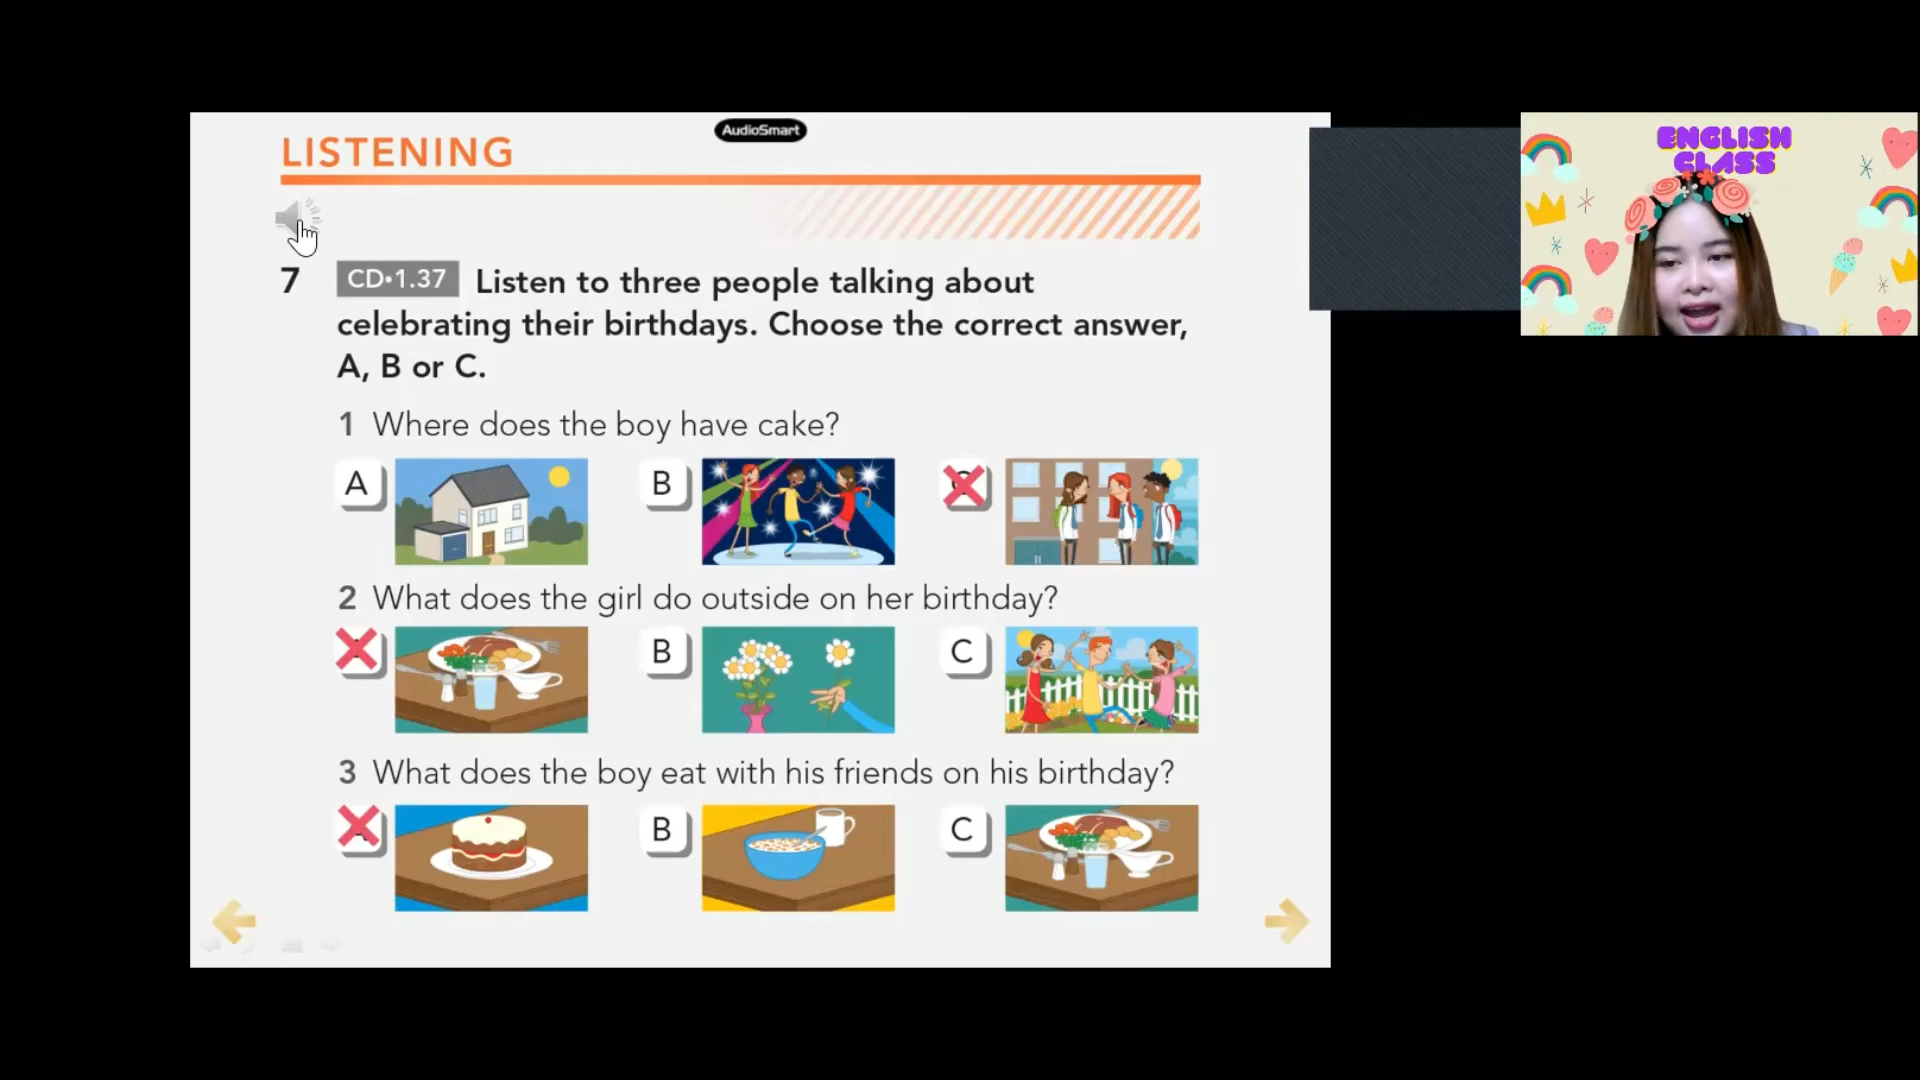 AudioSmart
LISTENING
7 CD•1.37 Listen to three people talking about
celebrating their birthdays. Choose the correct answer,
A, B or C.
1 Where does the boy have cake?
A
B
2 What does the girl do outside on her birthday?
B
C
3 What does the boy eat with his friends on his birthday?
B
C
ENGLISH
CLASS